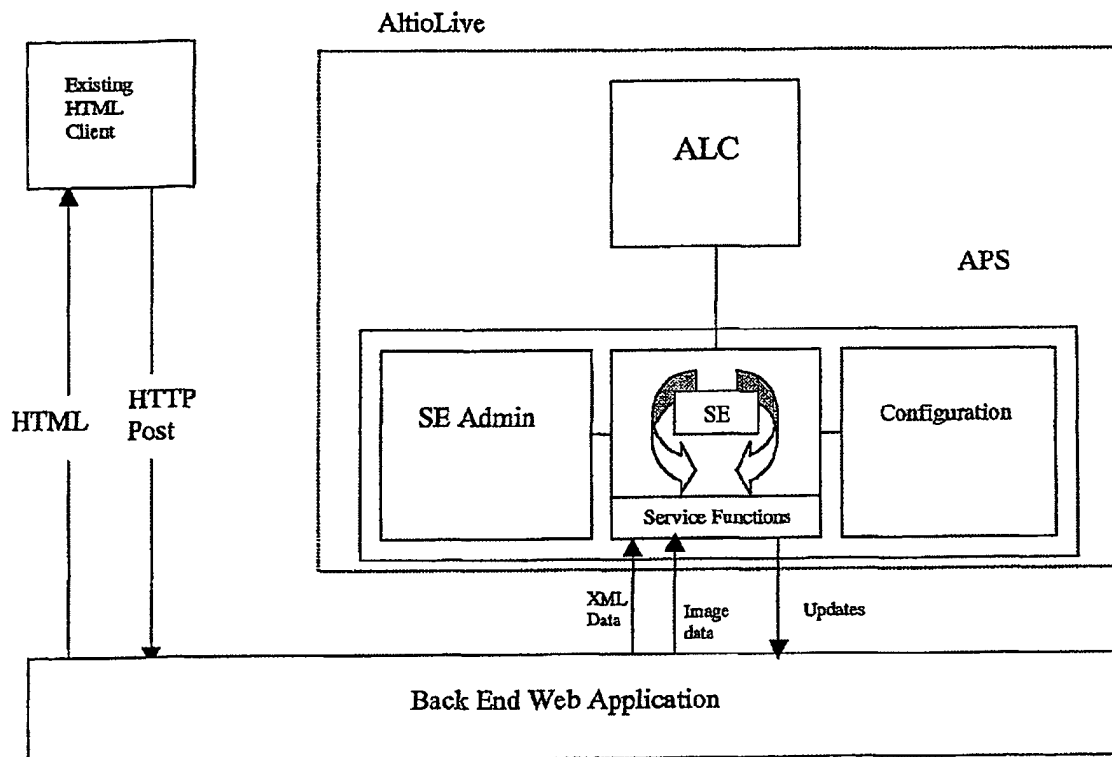 AltioLive
Existing
HTML
Client
ALC
APS
HTML
HTTP
Post
SE Admin
SE
Configuration
Service Functions
XML
Data
Image
data
Updates
Back End Web Application